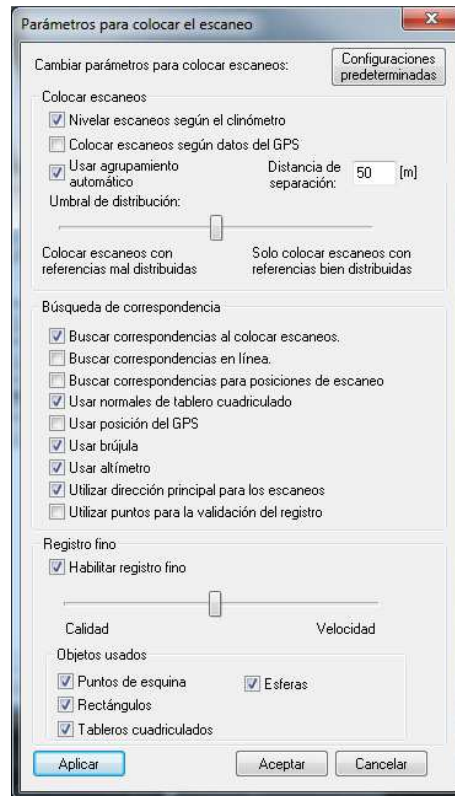 Parámetros para colocar el escaneo
Cambiar parámetros para colocar escaneos:
Configuraciones
predeterminadas
Colocar escaneos
Nivelar escaneos según el clinómetro
Colocar escaneos según datos del GPS
Usar agrupamiento
automático
Distancia de
separación:
50 [m]
Umbral de distribución:
Colocar escaneos con
referencias mal distribuidas
Solo colocar escaneos con
referencias bien distribuidas
Búsqueda de correspondencia
Buscar correspondencias al colocar escaneos.
Buscar correspondencias en línea.
Buscar correspondencias para posiciones de escaneo
Usar normales de tablero cuadriculado
Usar posición del GPS
Usar brújula
Usar altímetro
Utilizar dirección principal para los escaneos
Utilizar puntos para la validación del registro
Registro fino
Habilitar registro fino
Calidad Velocidad
Objetos usados
Puntos de esquina Esferas
Rectángulos
Tableros cuadriculados
Aplicar Aceptar Cancelar